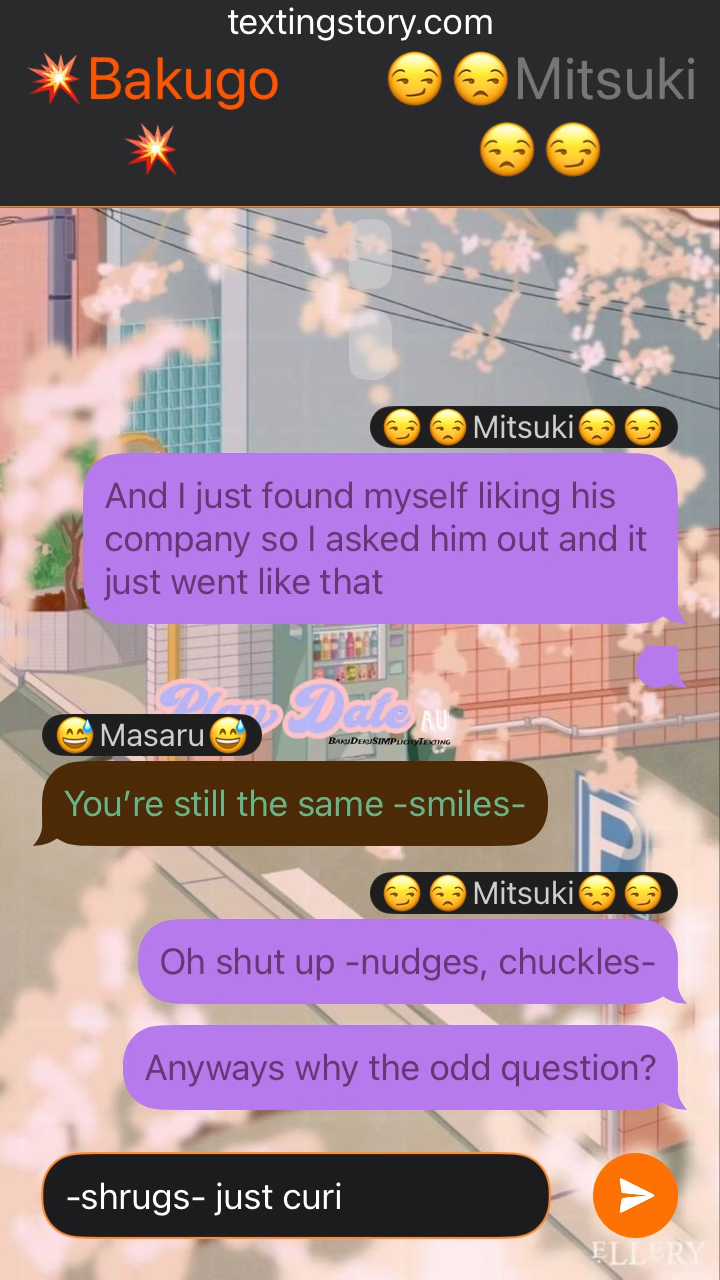 textingstory.com
💥Bakugo
💥
😏😒Mitsuki
😒😏
😏😒Mitsuki😒😏
And I just found myself liking his
company so I asked him out and it
just went like that
Play Date AU
BakuDekuSIMPlicityTexting
😅Masaru😅
You’re still the same -smiles-
P
😏😒Mitsuki😒😏
Oh shut up -nudges, chuckles-
Anyways why the odd question?
-shrugs- just curi
ELLERY